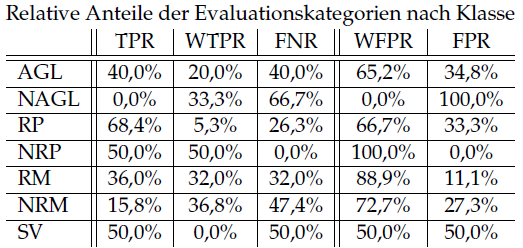 Relative Anteile der Evaluationskategorien nach Klasse
TPR WTPR FNR WFPR FPR
AGL 40,0% 20,0% 40,0% 65,2% 34,8%
NAGL 0,0% 33,3% 66,7% 0,0% 100,0%
RP 68,4% 5,3% 26,3% 66,7% 33,3%
NRP 50,0% 50,0% 0,0% 100,0% 0,0%
RM 36,0% 32,0% 32,0% 88,9% 11,1%
NRM 15,8% 36,8% 47,4% 72,7% 27,3%
SV 50,0% 0,0% 50,0% 50,0% 50,0%